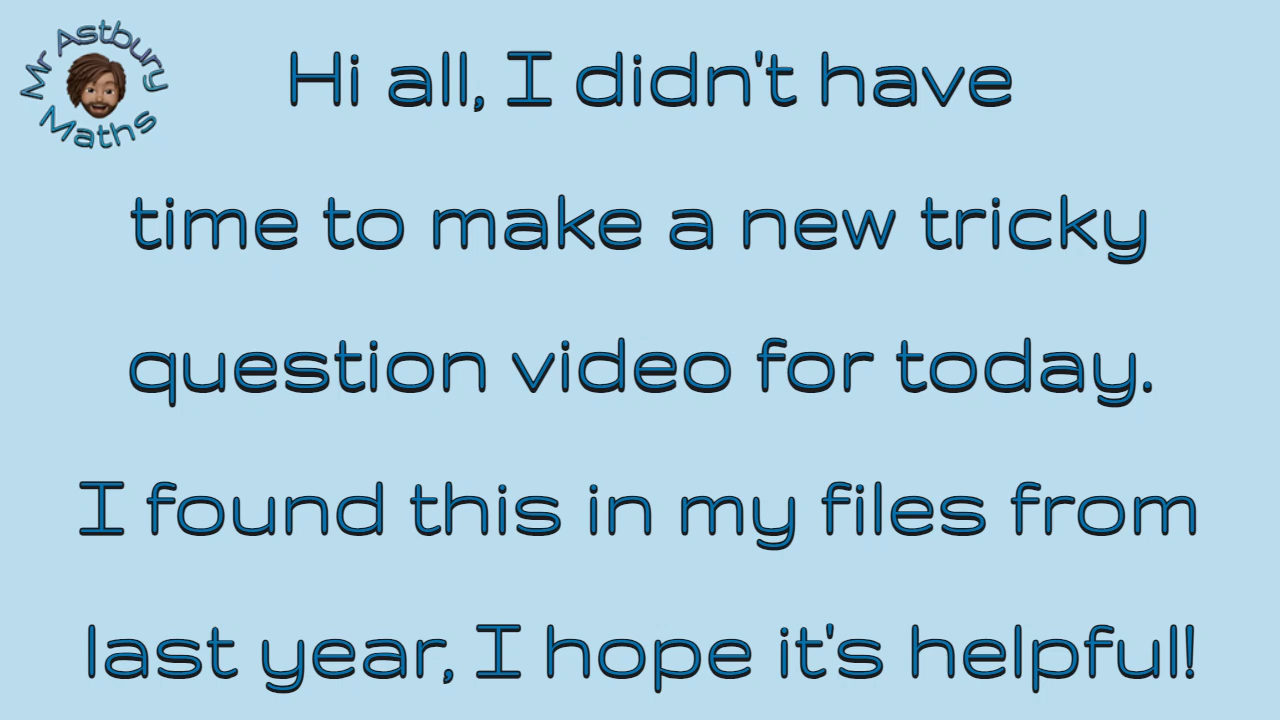 Mr Astbury
Maths
Hi all, I didn't have
time to make a new tricky
question video for today.
I found this in my files from
last year, I hope it's helpful!